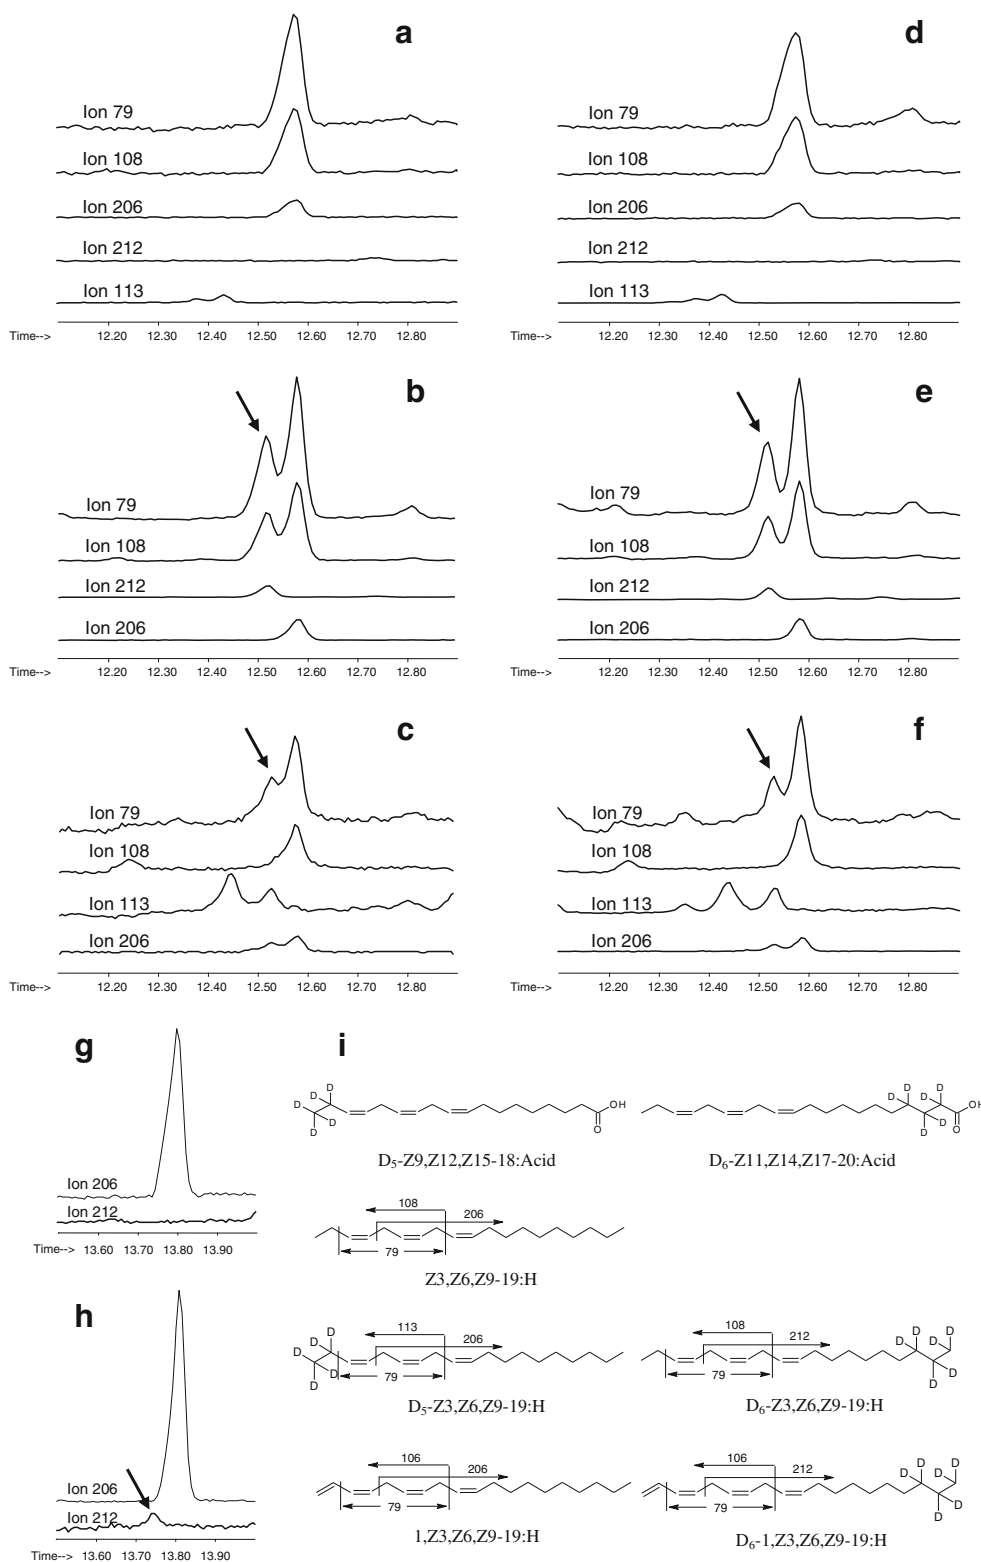 a
Ion 79
Ion 108
Ion 206
Ion 212
Ion 113
Time--> 12.20 12.30 12.40 12.50 12.60 12.70 12.80
d
Ion 79
Ion 108
Ion 206
Ion 212
Ion 113
Time--> 12.20 12.30 12.40 12.50 12.60 12.70 12.80
b
Ion 79
Ion 108
Ion 212
Ion 206
Time--> 12.20 12.30 12.40 12.50 12.60 12.70 12.80
e
Ion 79
Ion 108
Ion 212
Ion 206
Time--> 12.20 12.30 12.40 12.50 12.60 12.70 12.80
c
Ion 79
Ion 108
Ion 113
Ion 206
Time--> 12.20 12.30 12.40 12.50 12.60 12.70 12.80
f
Ion 79
Ion 108
Ion 113
Ion 206
Time--> 12.20 12.30 12.40 12.50 12.60 12.70 12.80
g
Ion 206
Ion 212
Time--> 13.60 13.70 13.80 13.90
h
Ion 206
Ion 212
Time--> 13.60 13.70 13.80 13.90
i
D D D D D OH O
D₅-Z9,Z12,Z15-18:Acid
D D D D D D OH O
D₆-Z11,Z14,Z17-20:Acid
108
206
79
Z3,Z6,Z9-19:H
D D D D D
113
206
79
D₅-Z3,Z6,Z9-19:H
108
212
79
D D D D D D
D₆-Z3,Z6,Z9-19:H
106
206
79
1,Z3,Z6,Z9-19:H
106
212
79
D D D D D D
D₆-1,Z3,Z6,Z9-19:H